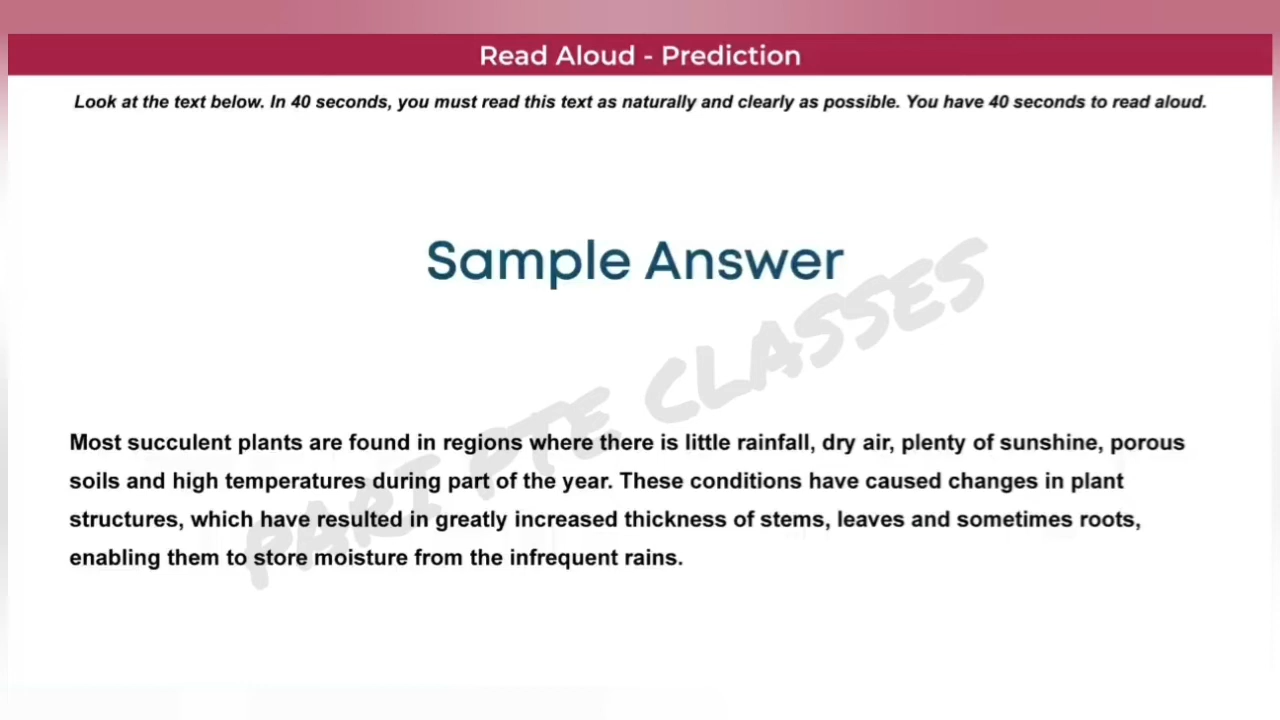 Read Aloud - Prediction
Look at the text below. In 40 seconds, you must read this text as naturally and clearly as possible. You have 40 seconds to read aloud.
Sample Answer
PARI PTE CLASSES
Most succulent plants are found in regions where there is little rainfall, dry air, plenty of sunshine, porous
soils and high temperatures during part of the year. These conditions have caused changes in plant
structures, which have resulted in greatly increased thickness of stems, leaves and sometimes roots,
enabling them to store moisture from the infrequent rains.